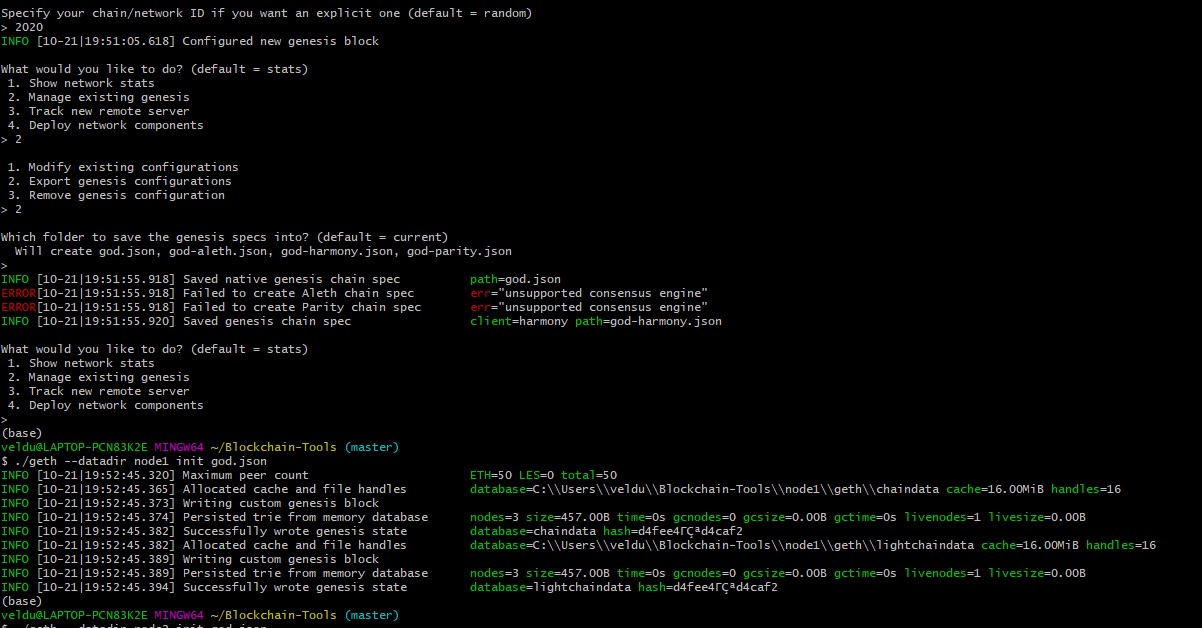 Specify your chain/network ID if you want an explicit one (default = random)
> 2020
INFO [10-21|19:51:05.618] Configured new genesis block
What would you like to do? (default = stats)
1. Show network stats
2. Manage existing genesis
3. Track new remote server
4. Deploy network components
> 2
1. Modify existing configurations
2. Export genesis configurations
3. Remove genesis configuration
> 2
Which folder to save the genesis specs into? (default = current)
Will create god.json, god-aleth.json, god-harmony.json, god-parity.json
>
INFO [10-21|19:51:55.918] Saved native genesis chain spec path=god.json
ERROR[10-21|19:51:55.918] Failed to create Aleth chain spec err="unsupported consensus engine"
ERROR[10-21|19:51:55.918] Failed to create Parity chain spec err="unsupported consensus engine"
INFO [10-21|19:51:55.920] Saved genesis chain spec client=harmony path=god-harmony.json
What would you like to do? (default = stats)
1. Show network stats
2. Manage existing genesis
3. Track new remote server
4. Deploy network components
>
(base)
veldu@LAPTOP-PCN83K2E MINGW64 ~/Blockchain-Tools (master)
$ ./geth --datadir node1 init god.json
INFO [10-21|19:52:45.320] Maximum peer count ETH=50 LES=0 total=50
INFO [10-21|19:52:45.365] Allocated cache and file handles database=C:\\Users\\veldu\\Blockchain-Tools\\node1\\geth\\chaindata cache=16.00MiB handles=16
INFO [10-21|19:52:45.373] Writing custom genesis block
INFO [10-21|19:52:45.374] Persisted trie from memory database nodes=3 size=457.00B time=0s gcnodes=0 gcsize=0.00B gctime=0s livenodes=1 livesize=0.00B
INFO [10-21|19:52:45.382] Successfully wrote genesis state database=chaindata hash=d4fee4ΓÇªd4caf2
INFO [10-21|19:52:45.382] Allocated cache and file handles database=C:\\Users\\veldu\\Blockchain-Tools\\node1\\geth\\lightchaindata cache=16.00MiB handles=16
INFO [10-21|19:52:45.389] Writing custom genesis block
INFO [10-21|19:52:45.389] Persisted trie from memory database nodes=3 size=457.00B time=0s gcnodes=0 gcsize=0.00B gctime=0s livenodes=1 livesize=0.00B
INFO [10-21|19:52:45.394] Successfully wrote genesis state database=lightchaindata hash=d4fee4ΓÇªd4caf2
(base)
veldu@LAPTOP-PCN83K2E MINGW64 ~/Blockchain-Tools (master)